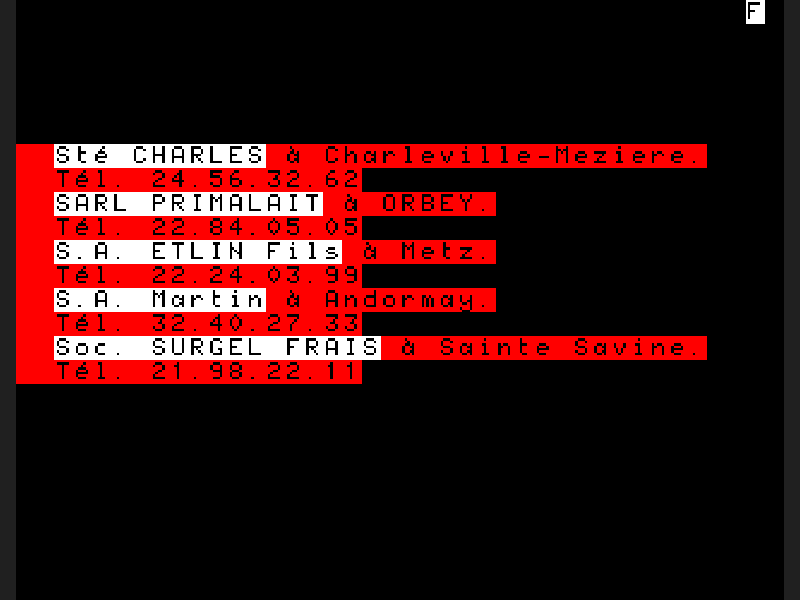 F
Sté CHARLES à Charleville-Meziere.
Tél. 24.56.32.62
SARL PRIMALAIT à ORBEY.
Tél. 22.84.05.05
S.A. ETLIN Fils à Metz.
Tél. 22.24.03.99
S.A. Martin à Andormay.
Tél. 32.40.27.33
Soc. SURGEL FRAIS à Sainte Savine.
Tél. 21.98.22.11